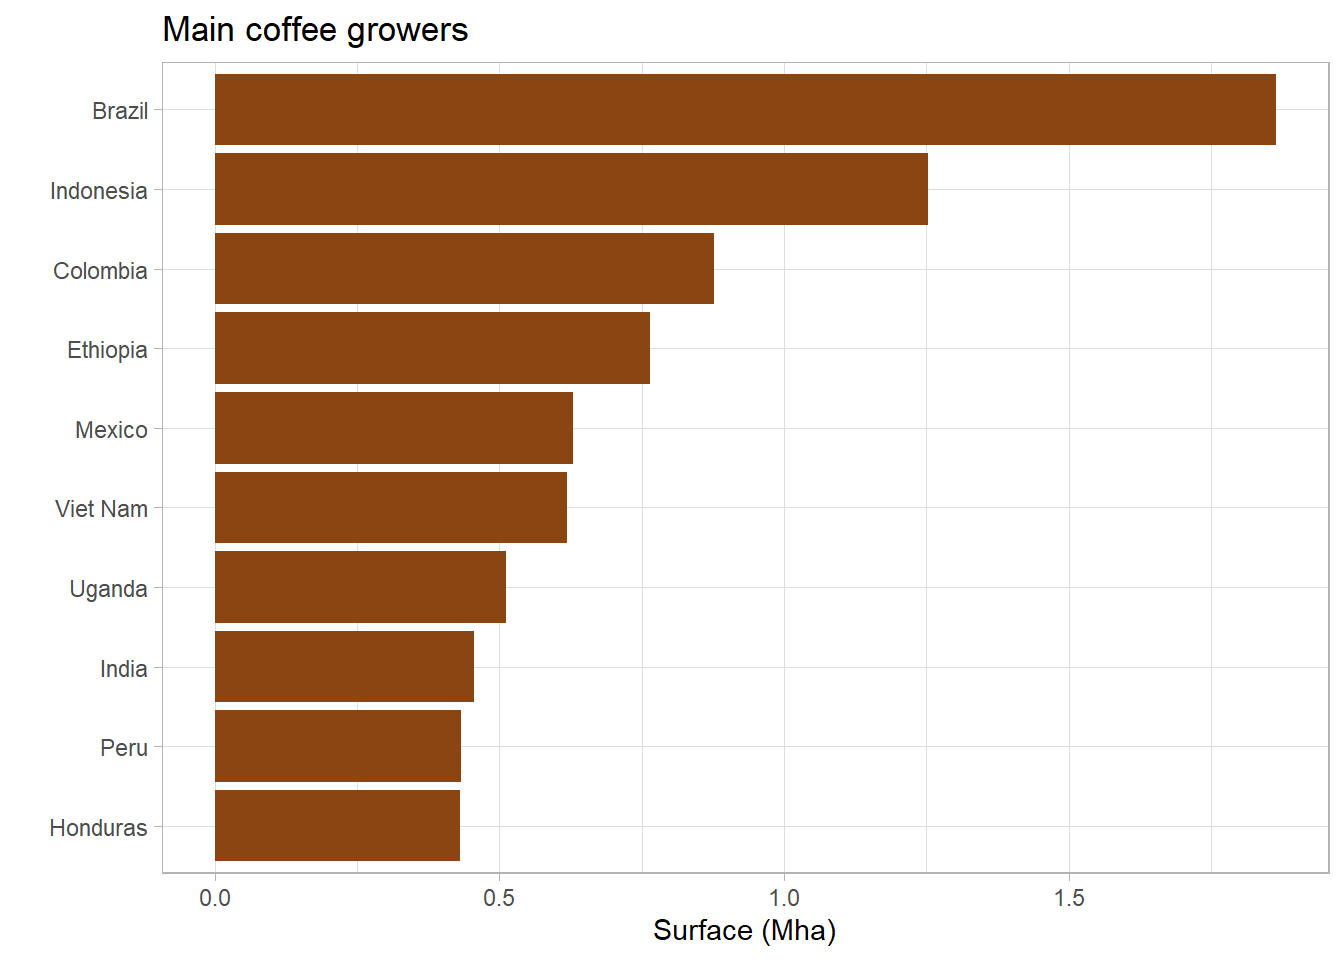 Main coffee growers
Brazil
Indonesia
Colombia
Ethiopia
Mexico
Viet Nam
Uganda
India
Peru
Honduras
0.0 0.5 1.0 1.5
Surface (Mha)